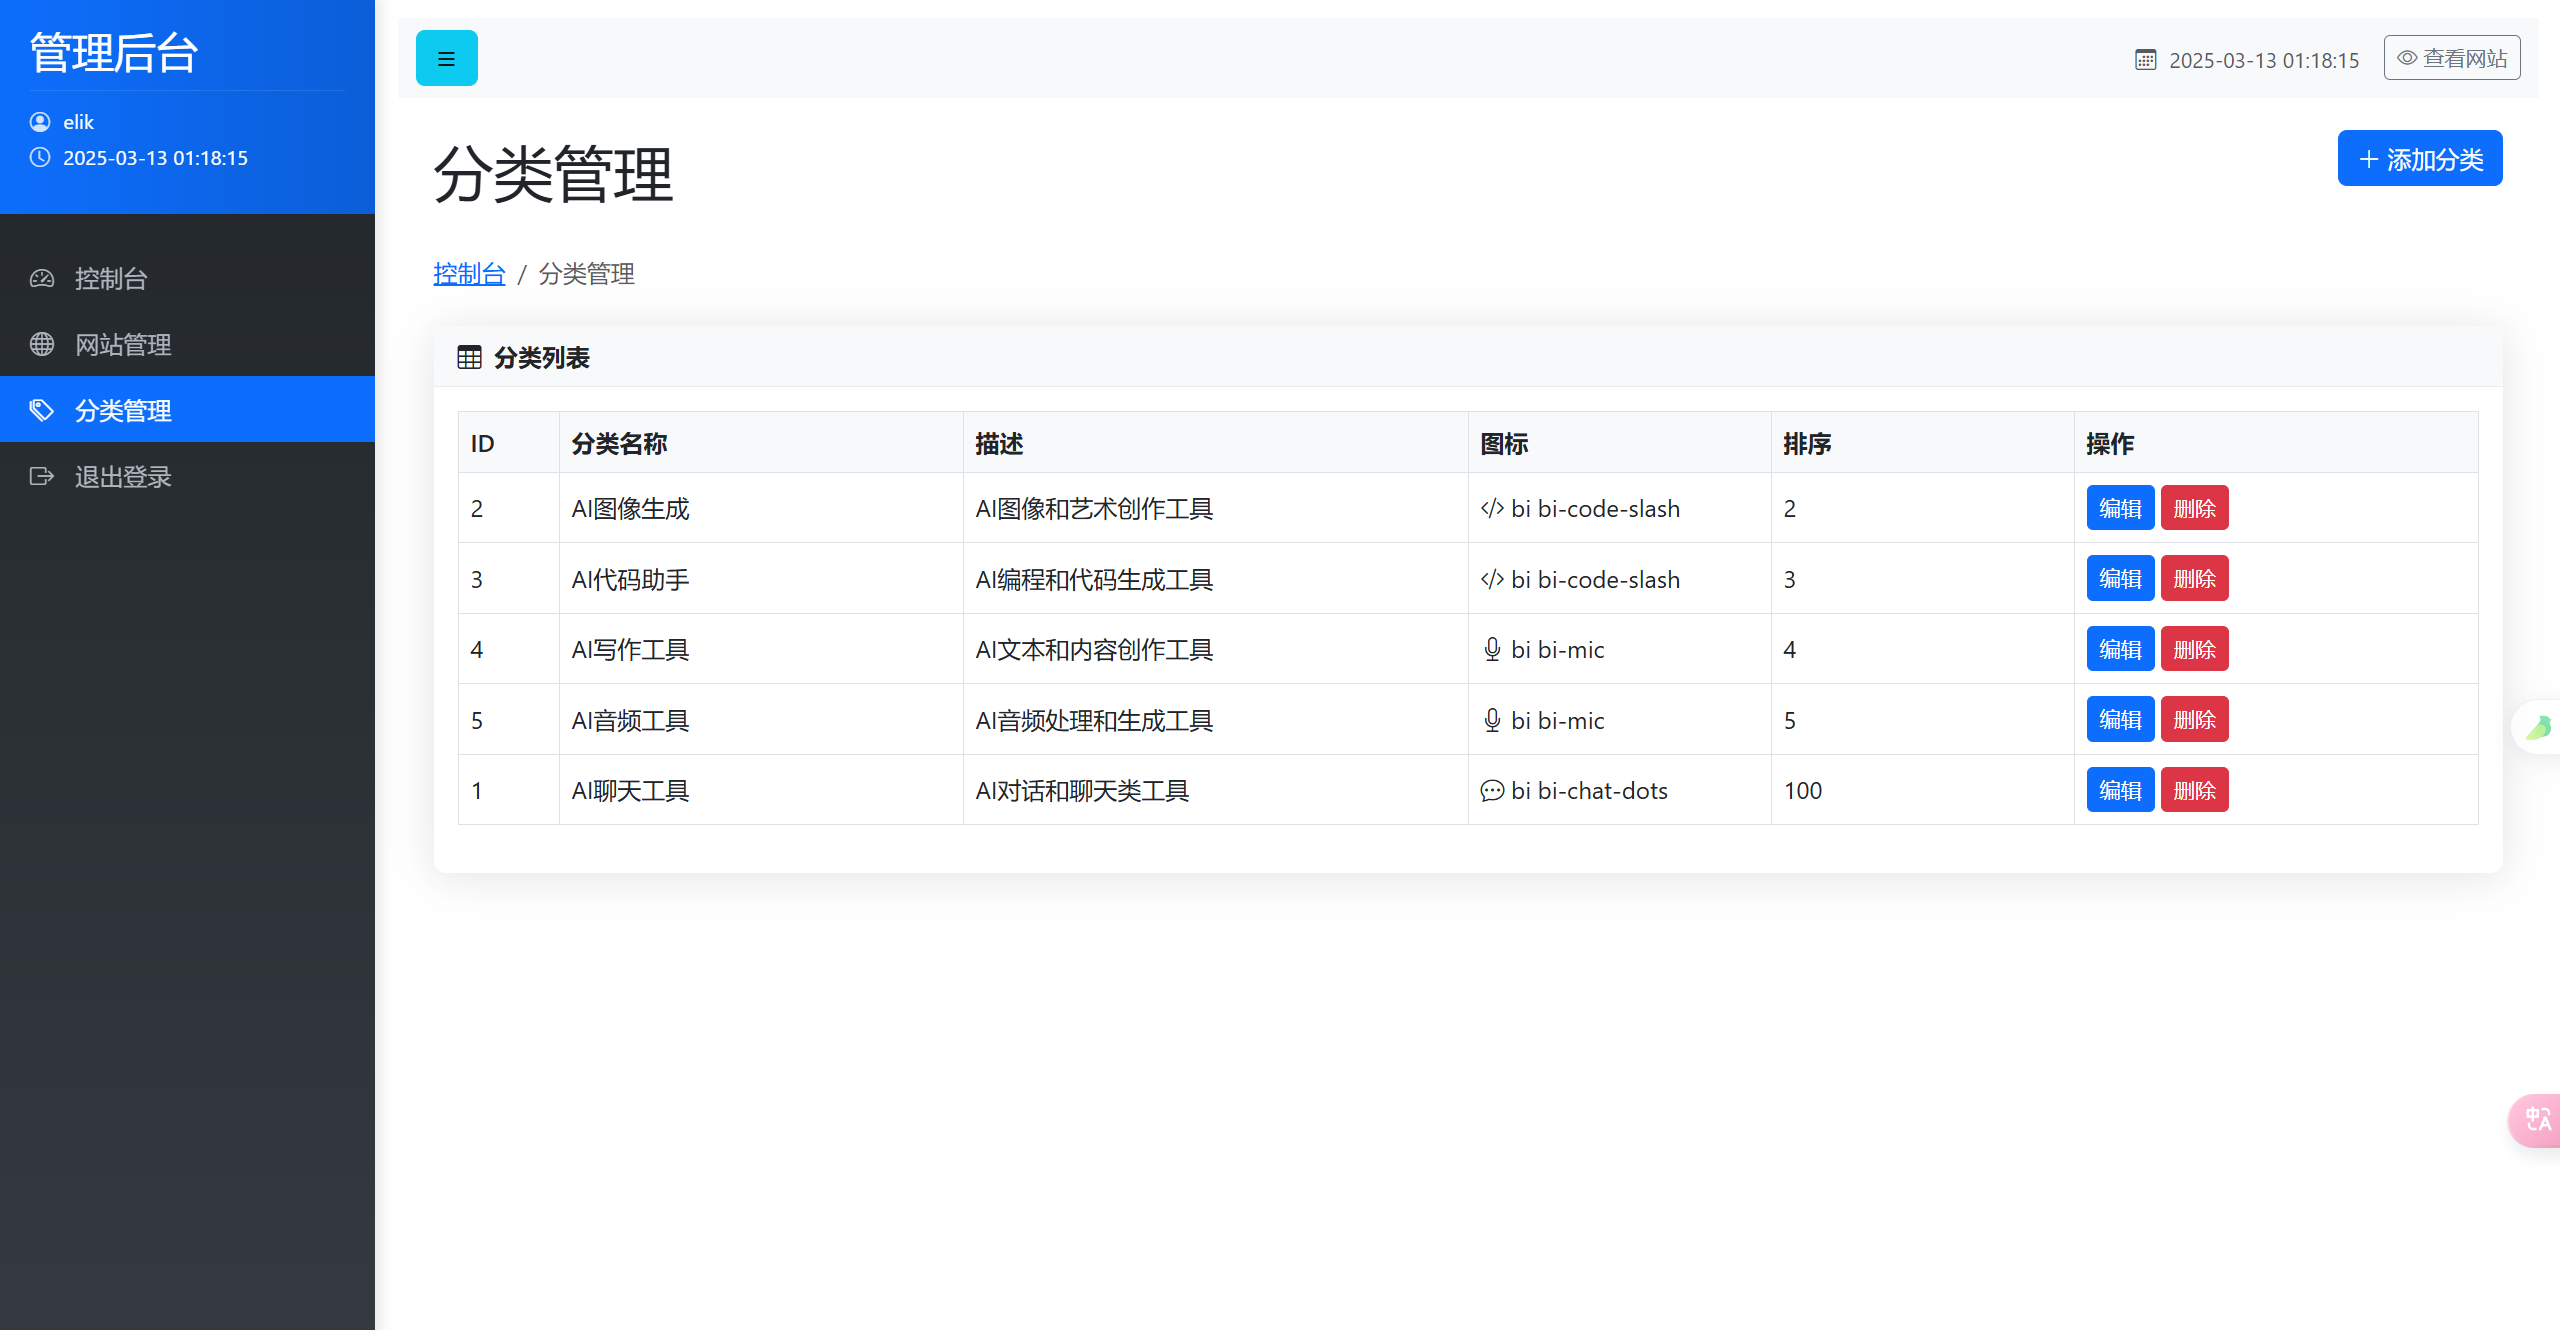 管理后台
elik
2025-03-13 01:18:15
控制台
网站管理
分类管理
退出登录
2025-03-13 01:18:15
查看网站
分类管理
添加分类
控制台 / 分类管理
分类列表
ID 分类名称 描述 图标 排序 操作
2 AI图像生成 AI图像和艺术创作工具 bi bi-code-slash 2 编辑 删除
3 AI代码助手 AI编程和代码生成工具 bi bi-code-slash 3 编辑 删除
4 AI写作工具 AI文本和内容创作工具 bi bi-mic 4 编辑 删除
5 AI音频工具 AI音频处理和生成工具 bi bi-mic 5 编辑 删除
1 AI聊天工具 AI对话和聊天类工具 bi bi-chat-dots 100 编辑 删除
中A